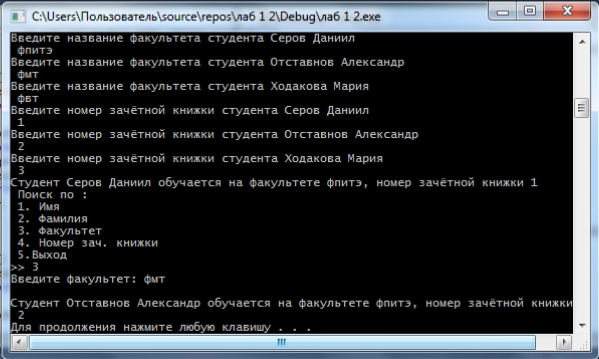 C:\Users\Пользователь\source\repos\лаб 1 2\Debug\лаб 1 2.exe
Введите название факультета студента Серов Даниил
фпитэ
Введите название факультета студента Отставнов Александр
фмт
Введите название факультета студента Ходакова Мария
фвт
Введите номер зачётной книжки студента Серов Даниил
1
Введите номер зачётной книжки студента Отставнов Александр
2
Введите номер зачётной книжки студента Ходакова Мария
3
Студент Серов Даниил обучается на факультете фпитэ, номер зачётной книжки 1
Поиск по :
1. Имя
2. Фамилия
3. Факультет
4. Номер зач. книжки
5.Выход
>> 3
Введите факультет: фмт
Студент Отставнов Александр обучается на факультете фпитэ, номер зачётной книжки
2
Для продолжения нажмите любую клавишу . . .